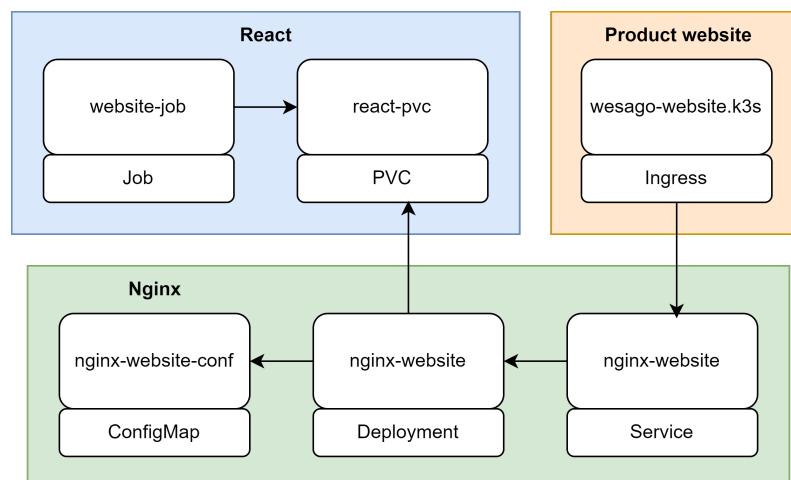 React
website-job
Job
react-pvc
PVC
Product website
wesago-website.k3s
Ingress
Nginx
nginx-website-conf
ConfigMap
nginx-website
Deployment
nginx-website
Service